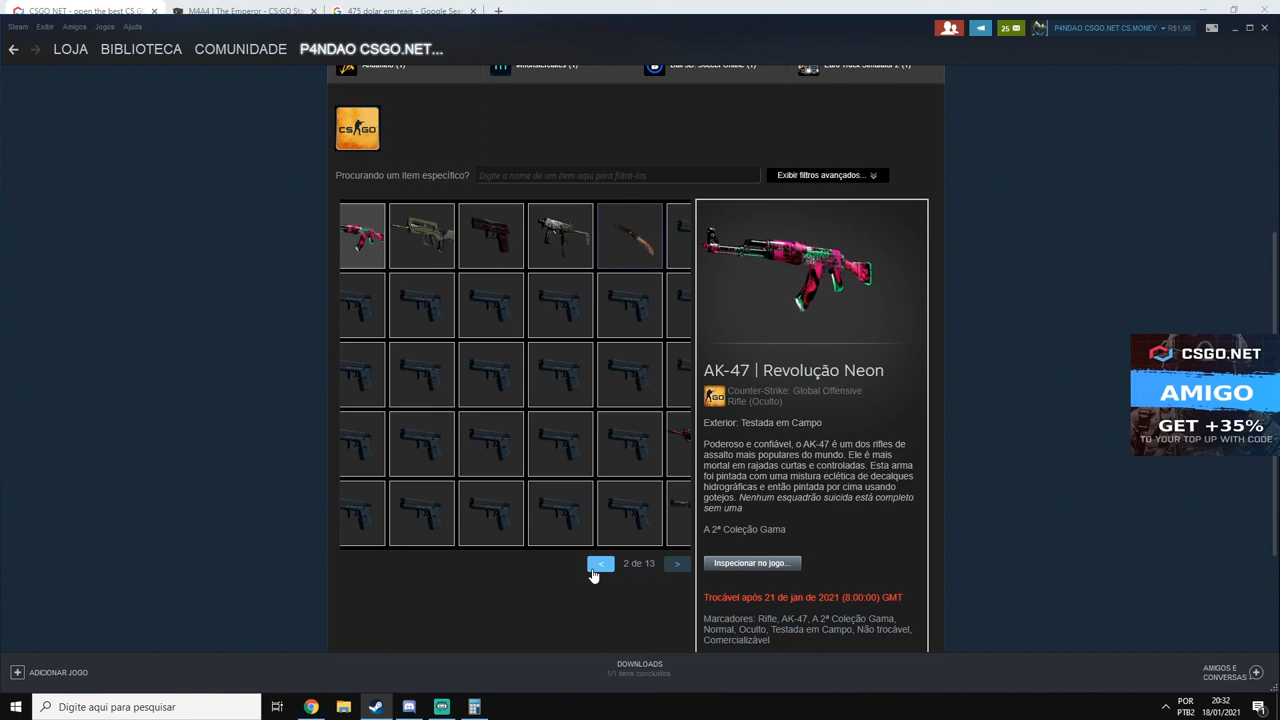 CSGO.NET - open the best CS:G
M4A4 | The Emperor - CS:GO St
475 dolar em reais - Google Sea
Steam Exibir Amigos Jogos Ajuda
25
P4NDAO CSGO.NET CS.MONEY
R$1,96
LOJA BIBLIOTECA COMUNIDADE P4NDAO CSGO.NET...
Euro Truck Simulator 2 (1)
CS GO
Procurando um item específico?
Digite o nome de um item aqui para filtrá-los
Exibir filtros avançados...
AK-47 | Revolução Neon
Counter-Strike: Global Offensive
Rifle (Oculto)
Exterior: Testada em Campo
Poderoso e confiável, o AK-47 é um dos rifles de
assalto mais populares do mundo. Ele é mais
mortal em rajadas curtas e controladas. Esta arma
foi pintada com uma mistura eclética de decalques
hidrográficas e então pintada por cima usando
gotejos. Nenhum esquadrão suicida está completo
sem uma
A 2ª Coleção Gama
Inspecionar no jogo...
Trocável após 21 de jan de 2021 (8:00:00) GMT
Marcadores: Rifle, AK-47, A 2ª Coleção Gama,
Normal, Oculto, Testada em Campo, Não trocável,
Comercializável
< 2 de 13 >
CSGO.NET
AMIGO
GET +35%
TO YOUR TOP UP WITH CODE
ADICIONAR JOGO
DOWNLOADS
1/1 itens concluídos
AMIGOS E
CONVERSAS
Digite aqui para pesquisar
POR
PTB2
20:32
18/01/2021
1